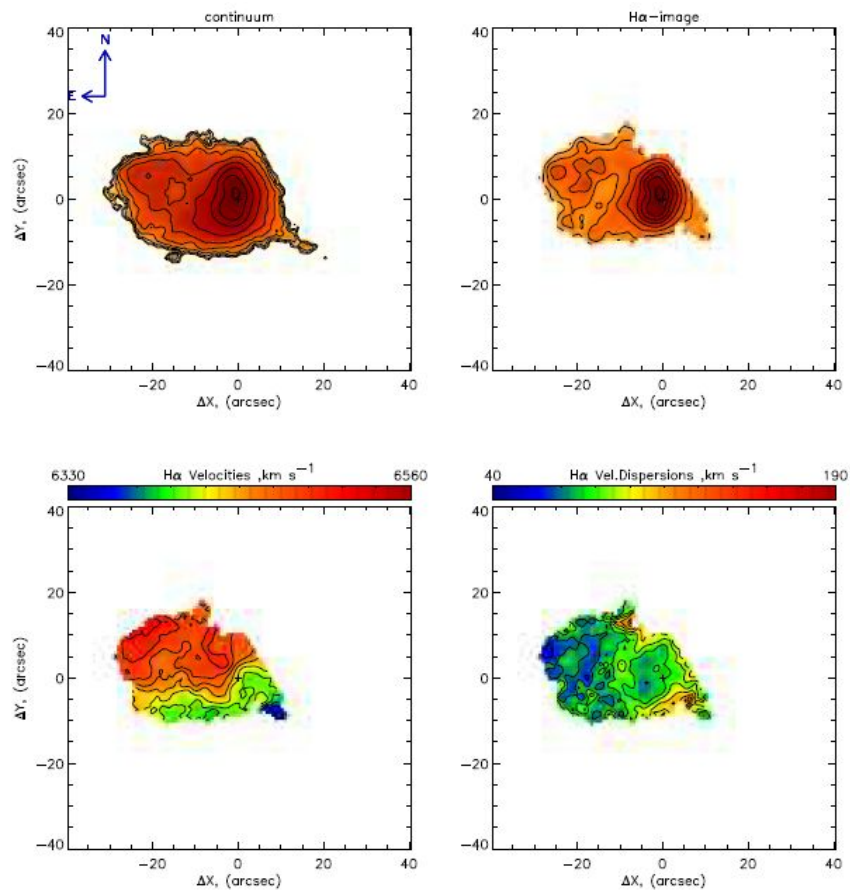 continuum
Hα-image
40
N
E
20
0
−20
−40
ΔY, (arcsec)
−20 0 20 40
ΔX, (arcsec)
40
20
0
−20
−40
−20 0 20 40
ΔX, (arcsec)
6330 6560
Hα Velocities ,km s⁻¹
40 190
Hα Vel.Dispersions ,km s⁻¹
40
20
0
−20
−40
ΔY, (arcsec)
−20 0 20 40
ΔX, (arcsec)
40
20
0
−20
−40
−20 0 20 40
ΔX, (arcsec)